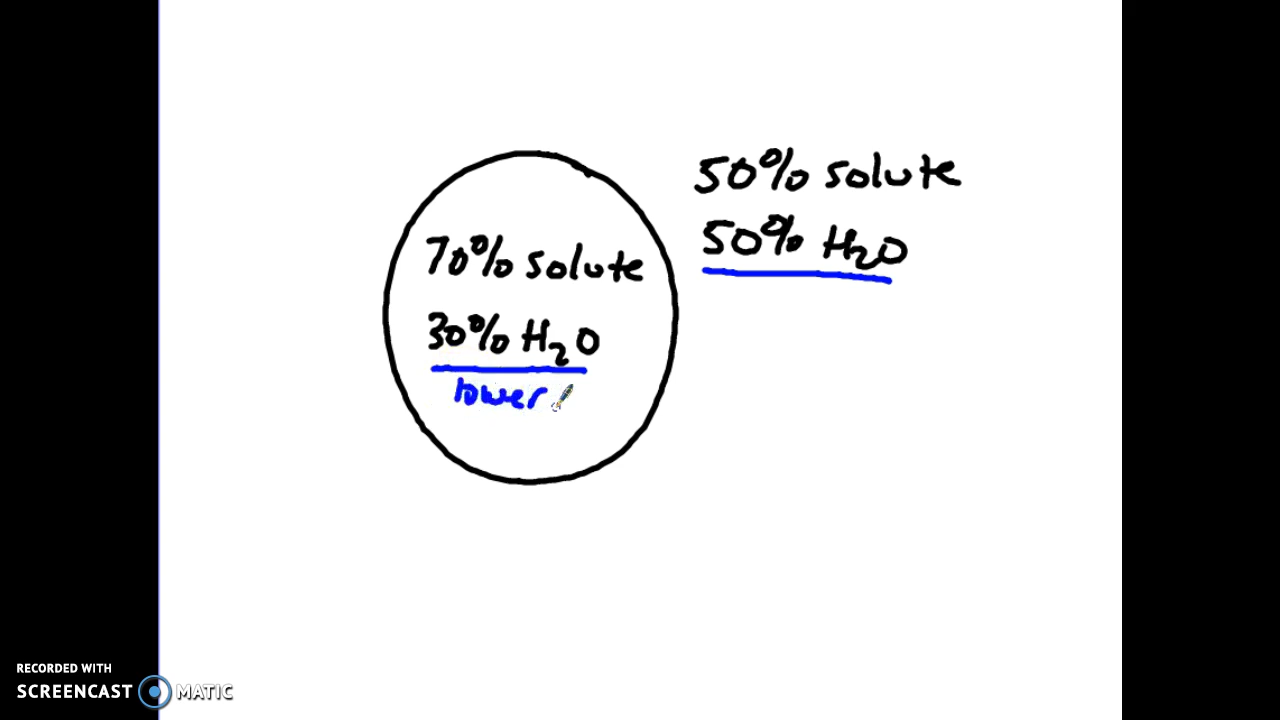 50% solute
50% H₂O
70% solute
30% H₂O
lower
RECORDED WITH
SCREENCAST MATIC